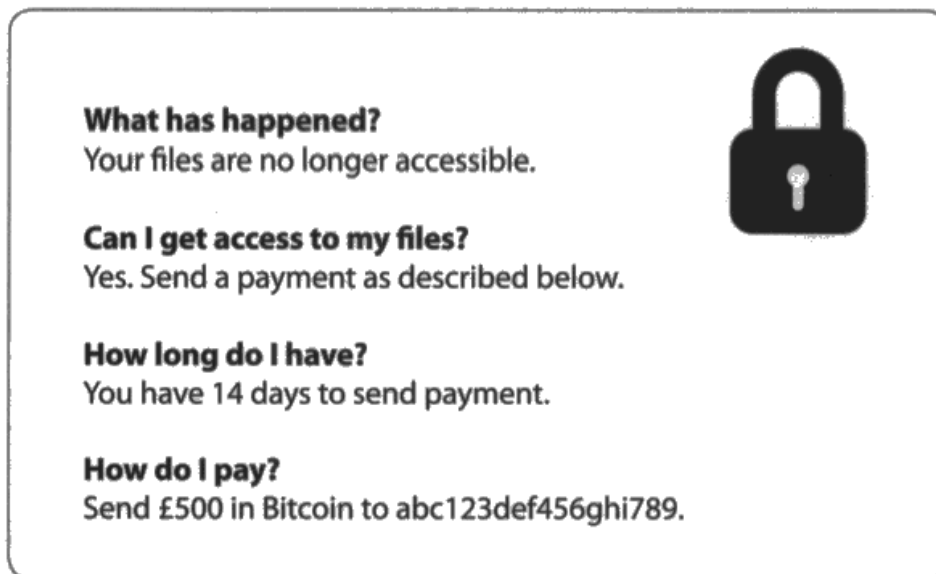 What has happened?
Your files are no longer accessible.
Can I get access to my files?
Yes. Send a payment as described below.
How long do I have?
You have 14 days to send payment.
How do I pay?
Send £500 in Bitcoin to abc123def456ghi789.